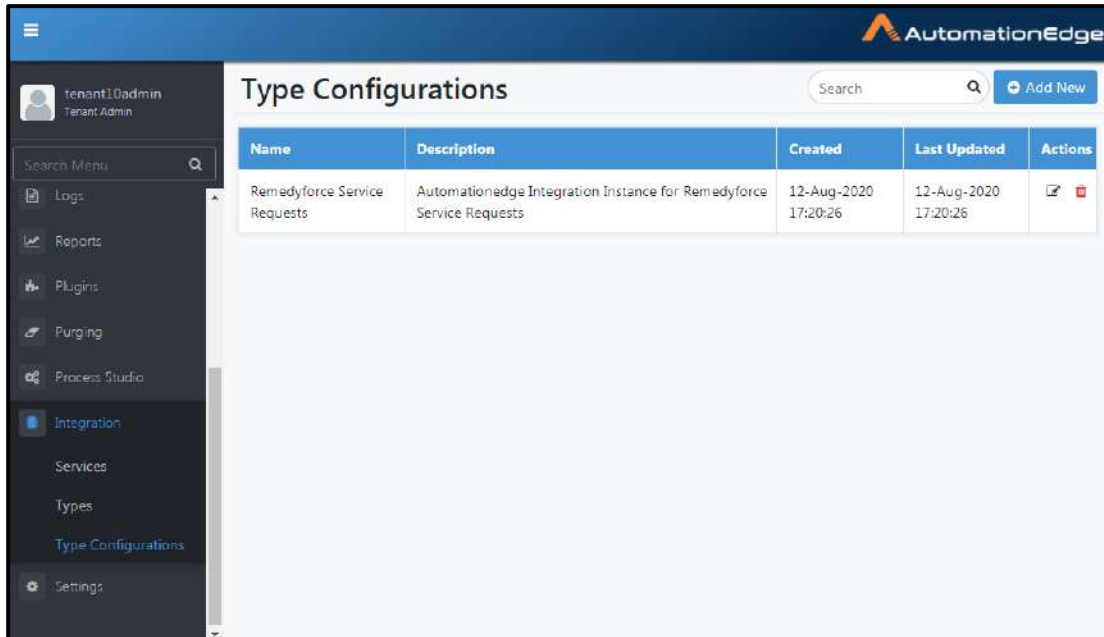 AutomationEdge
tenant10admin
Tenant Admin
Search Menu
Logs
Reports
Plugins
Purging
Process Studio
Integration
Services
Types
Type Configurations
Settings
Type Configurations
Search
Add New
Name Description Created Last Updated Actions
Remedyforce Service Automationedge Integration Instance for Remedyforce 12-Aug-2020 12-Aug-2020
Requests Service Requests 17:20:26 17:20:26